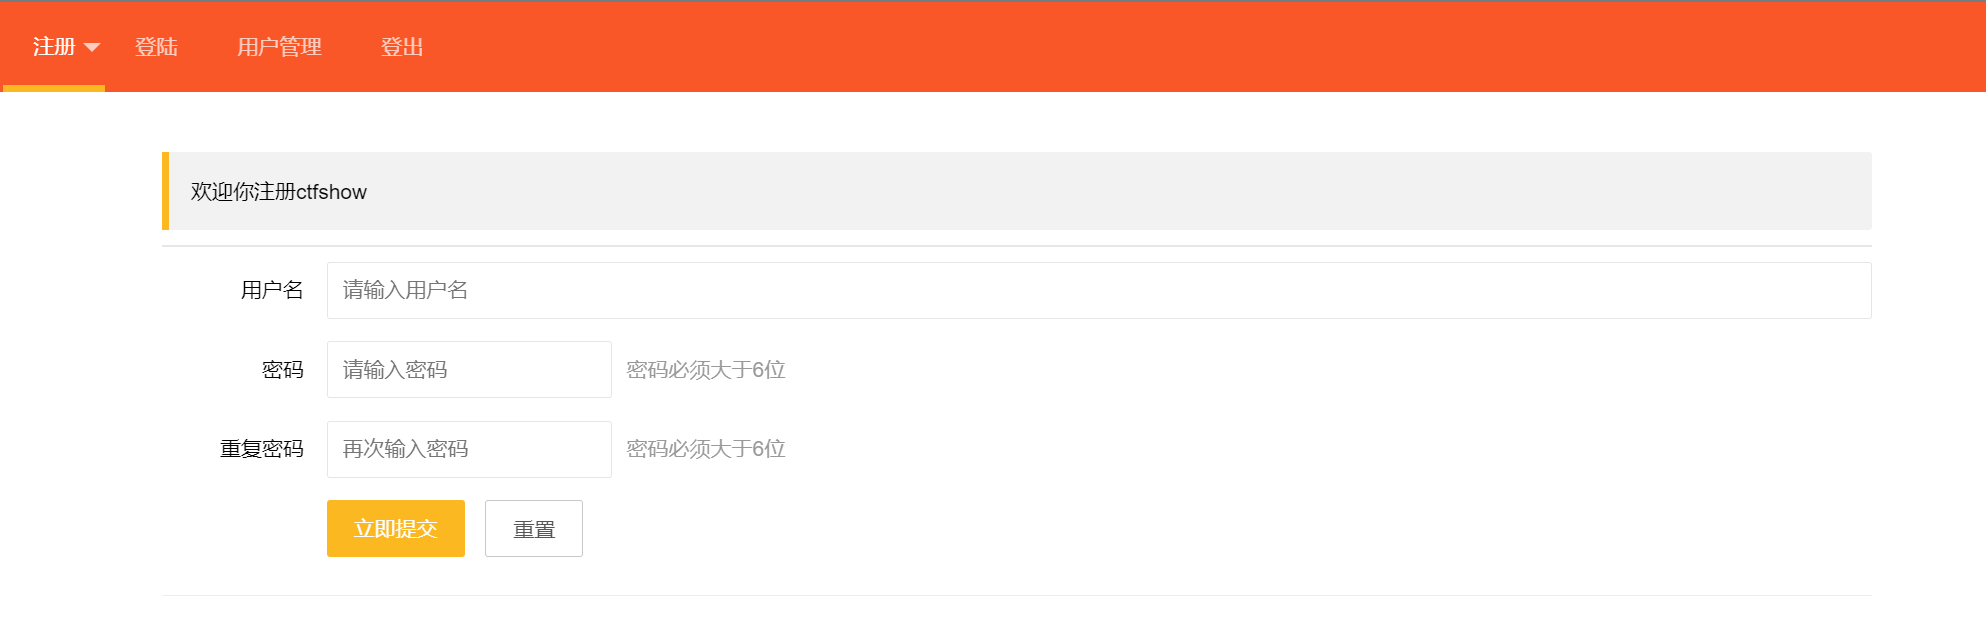 注册 登陆 用户管理 登出
欢迎你注册ctfshow
用户名 请输入用户名
密码 请输入密码 密码必须大于6位
重复密码 再次输入密码 密码必须大于6位
立即提交 重置